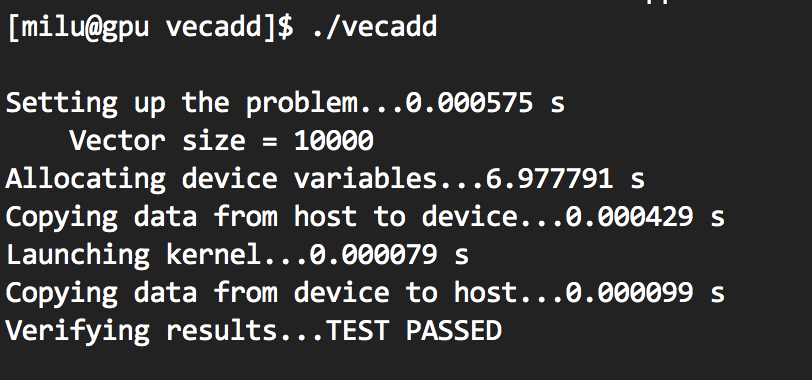 [milu@gpu vecadd]$ ./vecadd
Setting up the problem...0.000575 s
    Vector size = 10000
Allocating device variables...6.977791 s
Copying data from host to device...0.000429 s
Launching kernel...0.000079 s
Copying data from device to host...0.000099 s
Verifying results...TEST PASSED